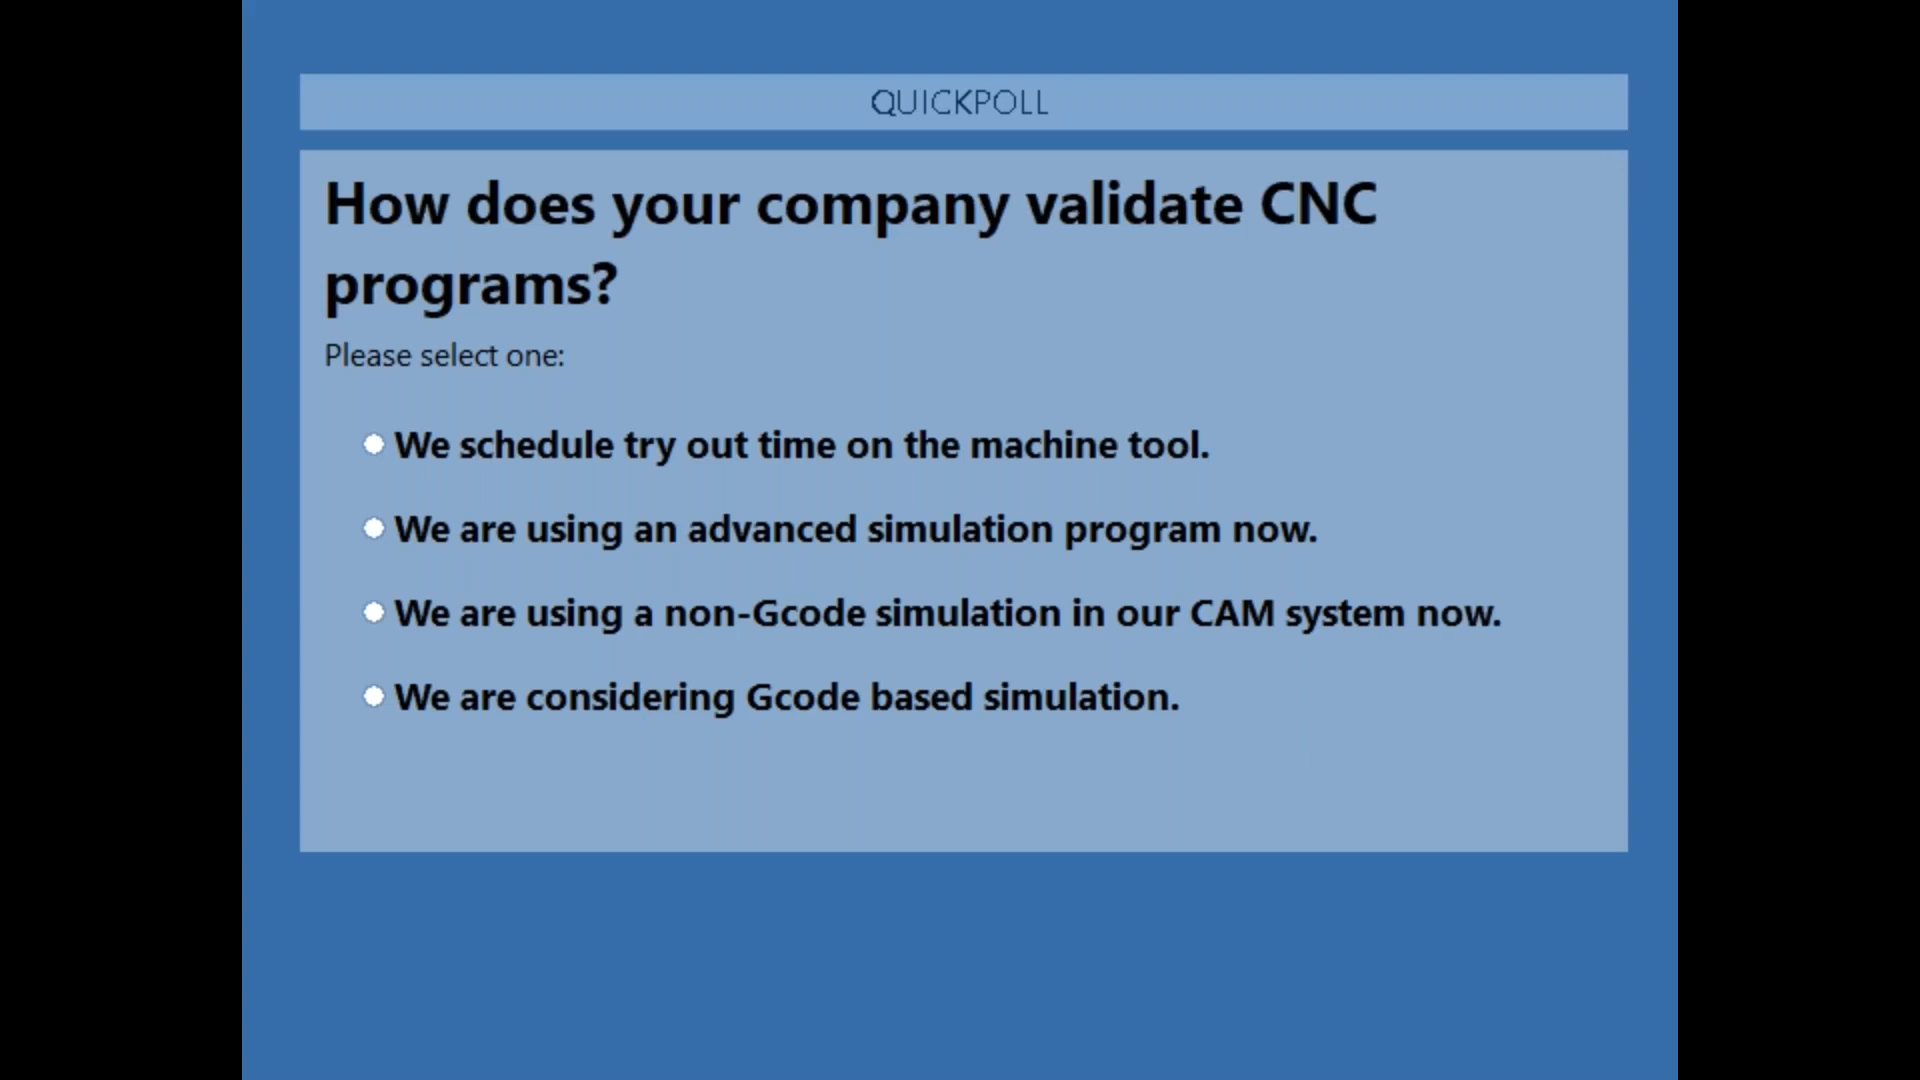 QUICKPOLL
How does your company validate CNC
programs?
Please select one:
We schedule try out time on the machine tool.
We are using an advanced simulation program now.
We are using a non-Gcode simulation in our CAM system now.
We are considering Gcode based simulation.